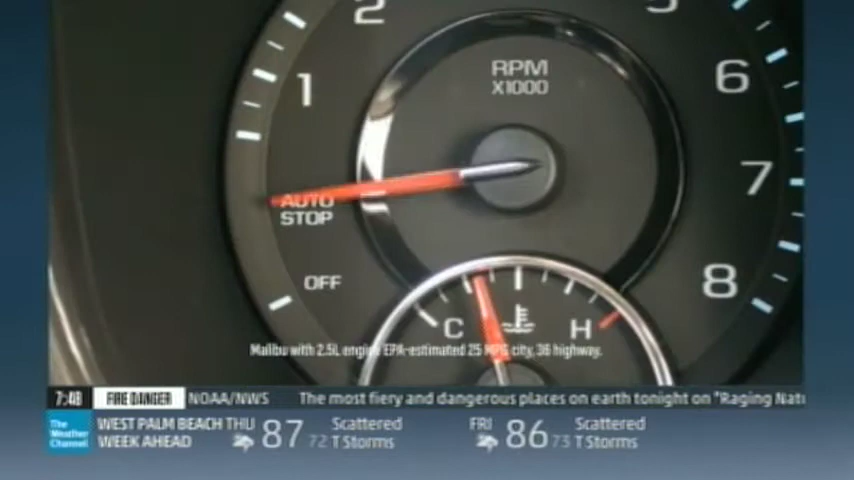 2
5
RPM
X1000
1
6
7
AUTO
STOP
OFF
8
C
H
Malibu with 2.5L engine EPA-estimated 25 MPG city, 36 highway.
7:48 FIRE DANGER NOAA/NWS The most fiery and dangerous places on earth tonight on "Raging Natu
The
Weather
Channel
WEST PALM BEACH THU 87 72 Scattered FRI 86 73 Scattered
WEEK AHEAD T Storms T Storms